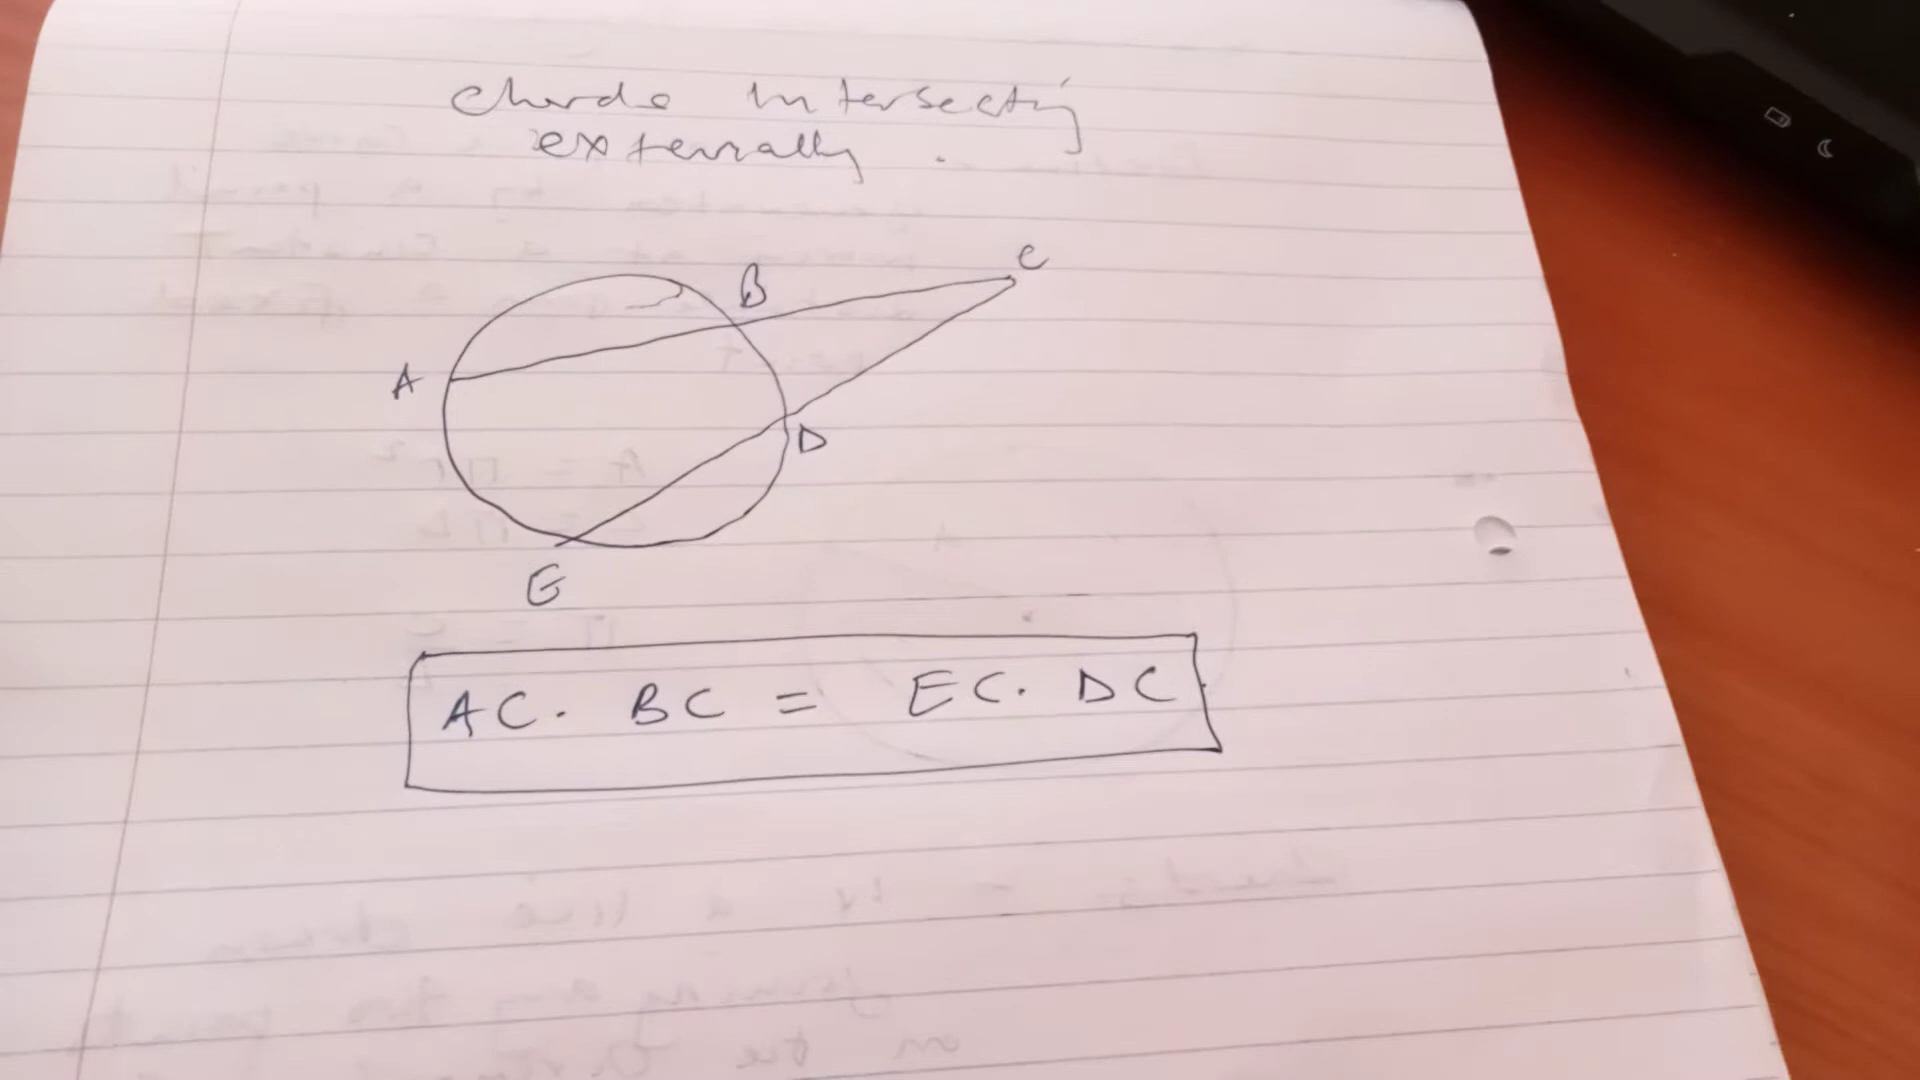 chords intersecting
externally.
B
C
A
D
E
AC. BC = EC. DC